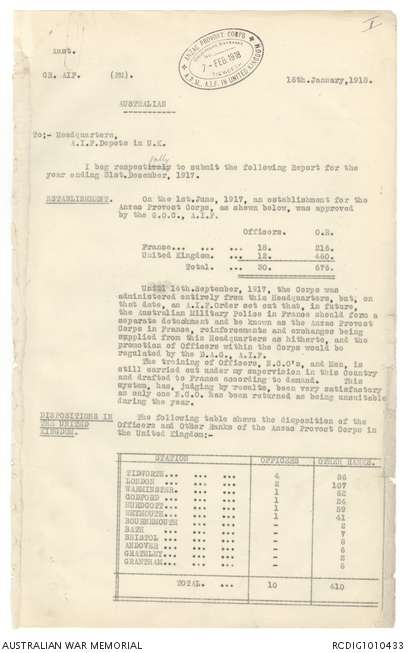 I
inst.
CR. AIF. (PM).
ANZAC PROVOST CORPS
7 - FEB. 1918
A.P.M., A.I.F. IN UNITED KINGDOM
16th.January,1918.
AUSTRALIAN
To:- Headquarters,
A.I.F.Depots in U.K.
fully
I beg respectively to submit the following Report for the
year ending 31st.December, 1917.
ESTABLISHMENT. On the 1st.June, 1917, an establishment for the
Anzac Provost Corps, as shown below, was approved
by the G.O.C., A.I.F.
Officers. O.R.
France... ... ... 18. 216.
United Kingdom... ... 12. 460.
Total. ... 30. 676.
Until 16th.September, 1917, the Corps was
administered entirely from this Headquarters, but, on
that date, an A.I.F.Order set out that, in future,
the Australian Military Police in France should form a
separate detachment and be known as the Anzac Provost
Corps in France, reinforcements and exchanges being
supplied from this Headquarters as hitherto, and the
promotion of Officers within the Corps would be
regulated by the D.A.G., A.I.F.
The training of Officers, N.C.O's, and Men, is
still carried out under my supervision in this Country
and drafted to France according to demand. This
system, has, judging by results, been very satisfactory
as only one N.C.O. has been returned as being unsuitable
during the year.
DISPOSITIONS IN The following table shows the disposition of the
THE UNITED Officers and Other Ranks of the Anzac Provost Corps in
KINGDOM. the United Kingdom:-
STATION OFFICERS OTHER RANKS.
TIDWORTH... ... ... 4 86
LONDON ... ... ... 2 107
WARMINSTER... ... ... 1 62
CODFORD ... ... ... 1 24
HURDCOTT ... ... ... 1 59
WEYMOUTH ... ... ... 1 41
BOURNEMOUTH ... ... - 2
BATH ... ... ... - 7
BRISTOL ... ... ... - 8
ANDOVER ... ... ... - 6
GRATELEY... ... ... - 2
GRANTHAM... ... ... - 6
TOTAL. ... 10 410
AUSTRALIAN WAR MEMORIAL RCDIG1010433